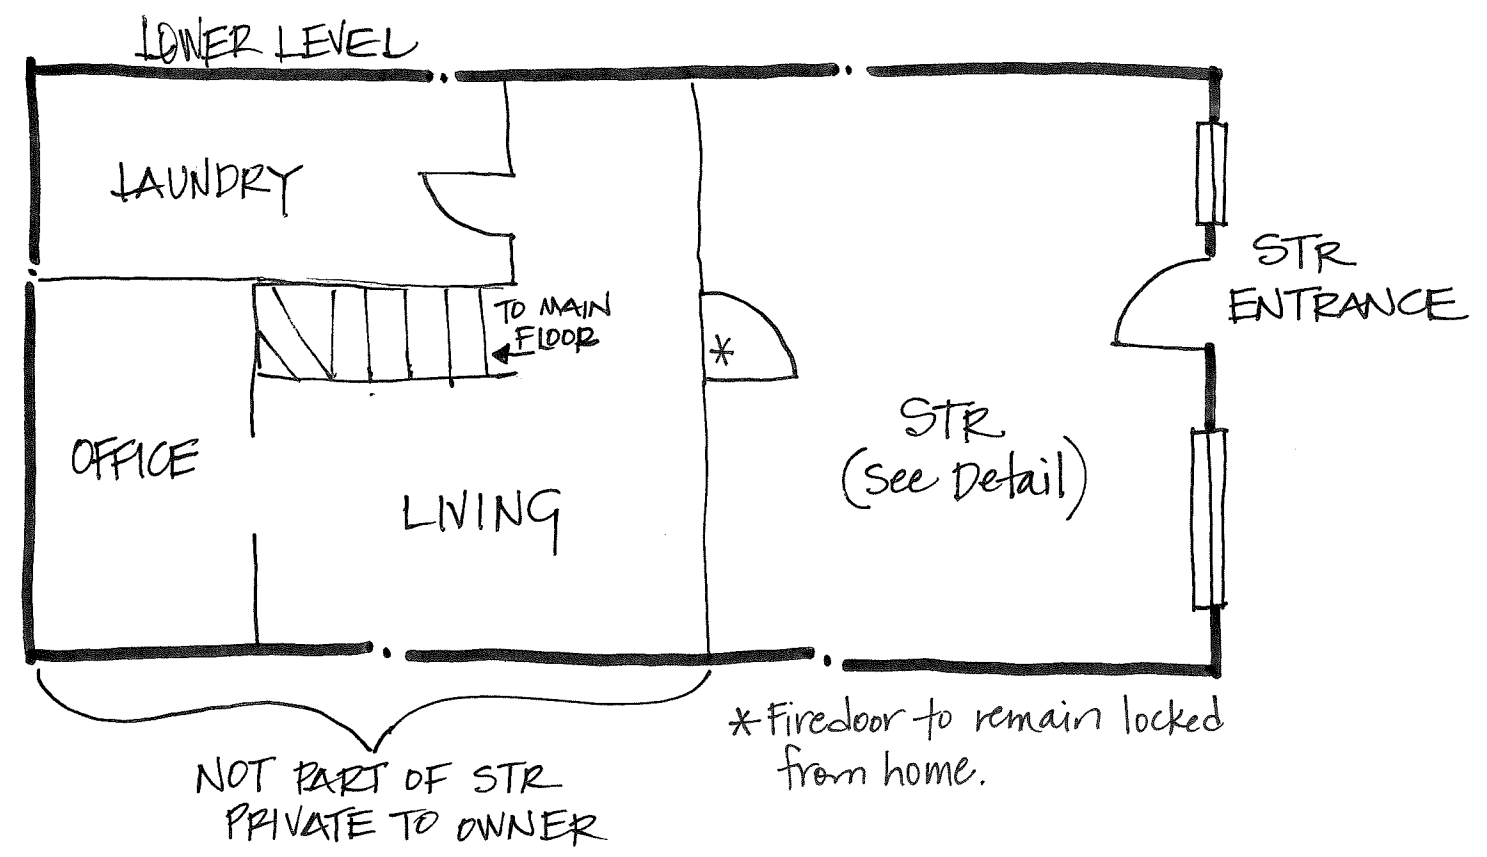 LOWER LEVEL
LAUNDRY
STR
ENTRANCE
TO MAIN
FLOOR
*
STR
(See Detail)
OFFICE
LIVING
*Firedoor to remain locked
from home.
NOT PART OF STR
PRIVATE TO OWNER